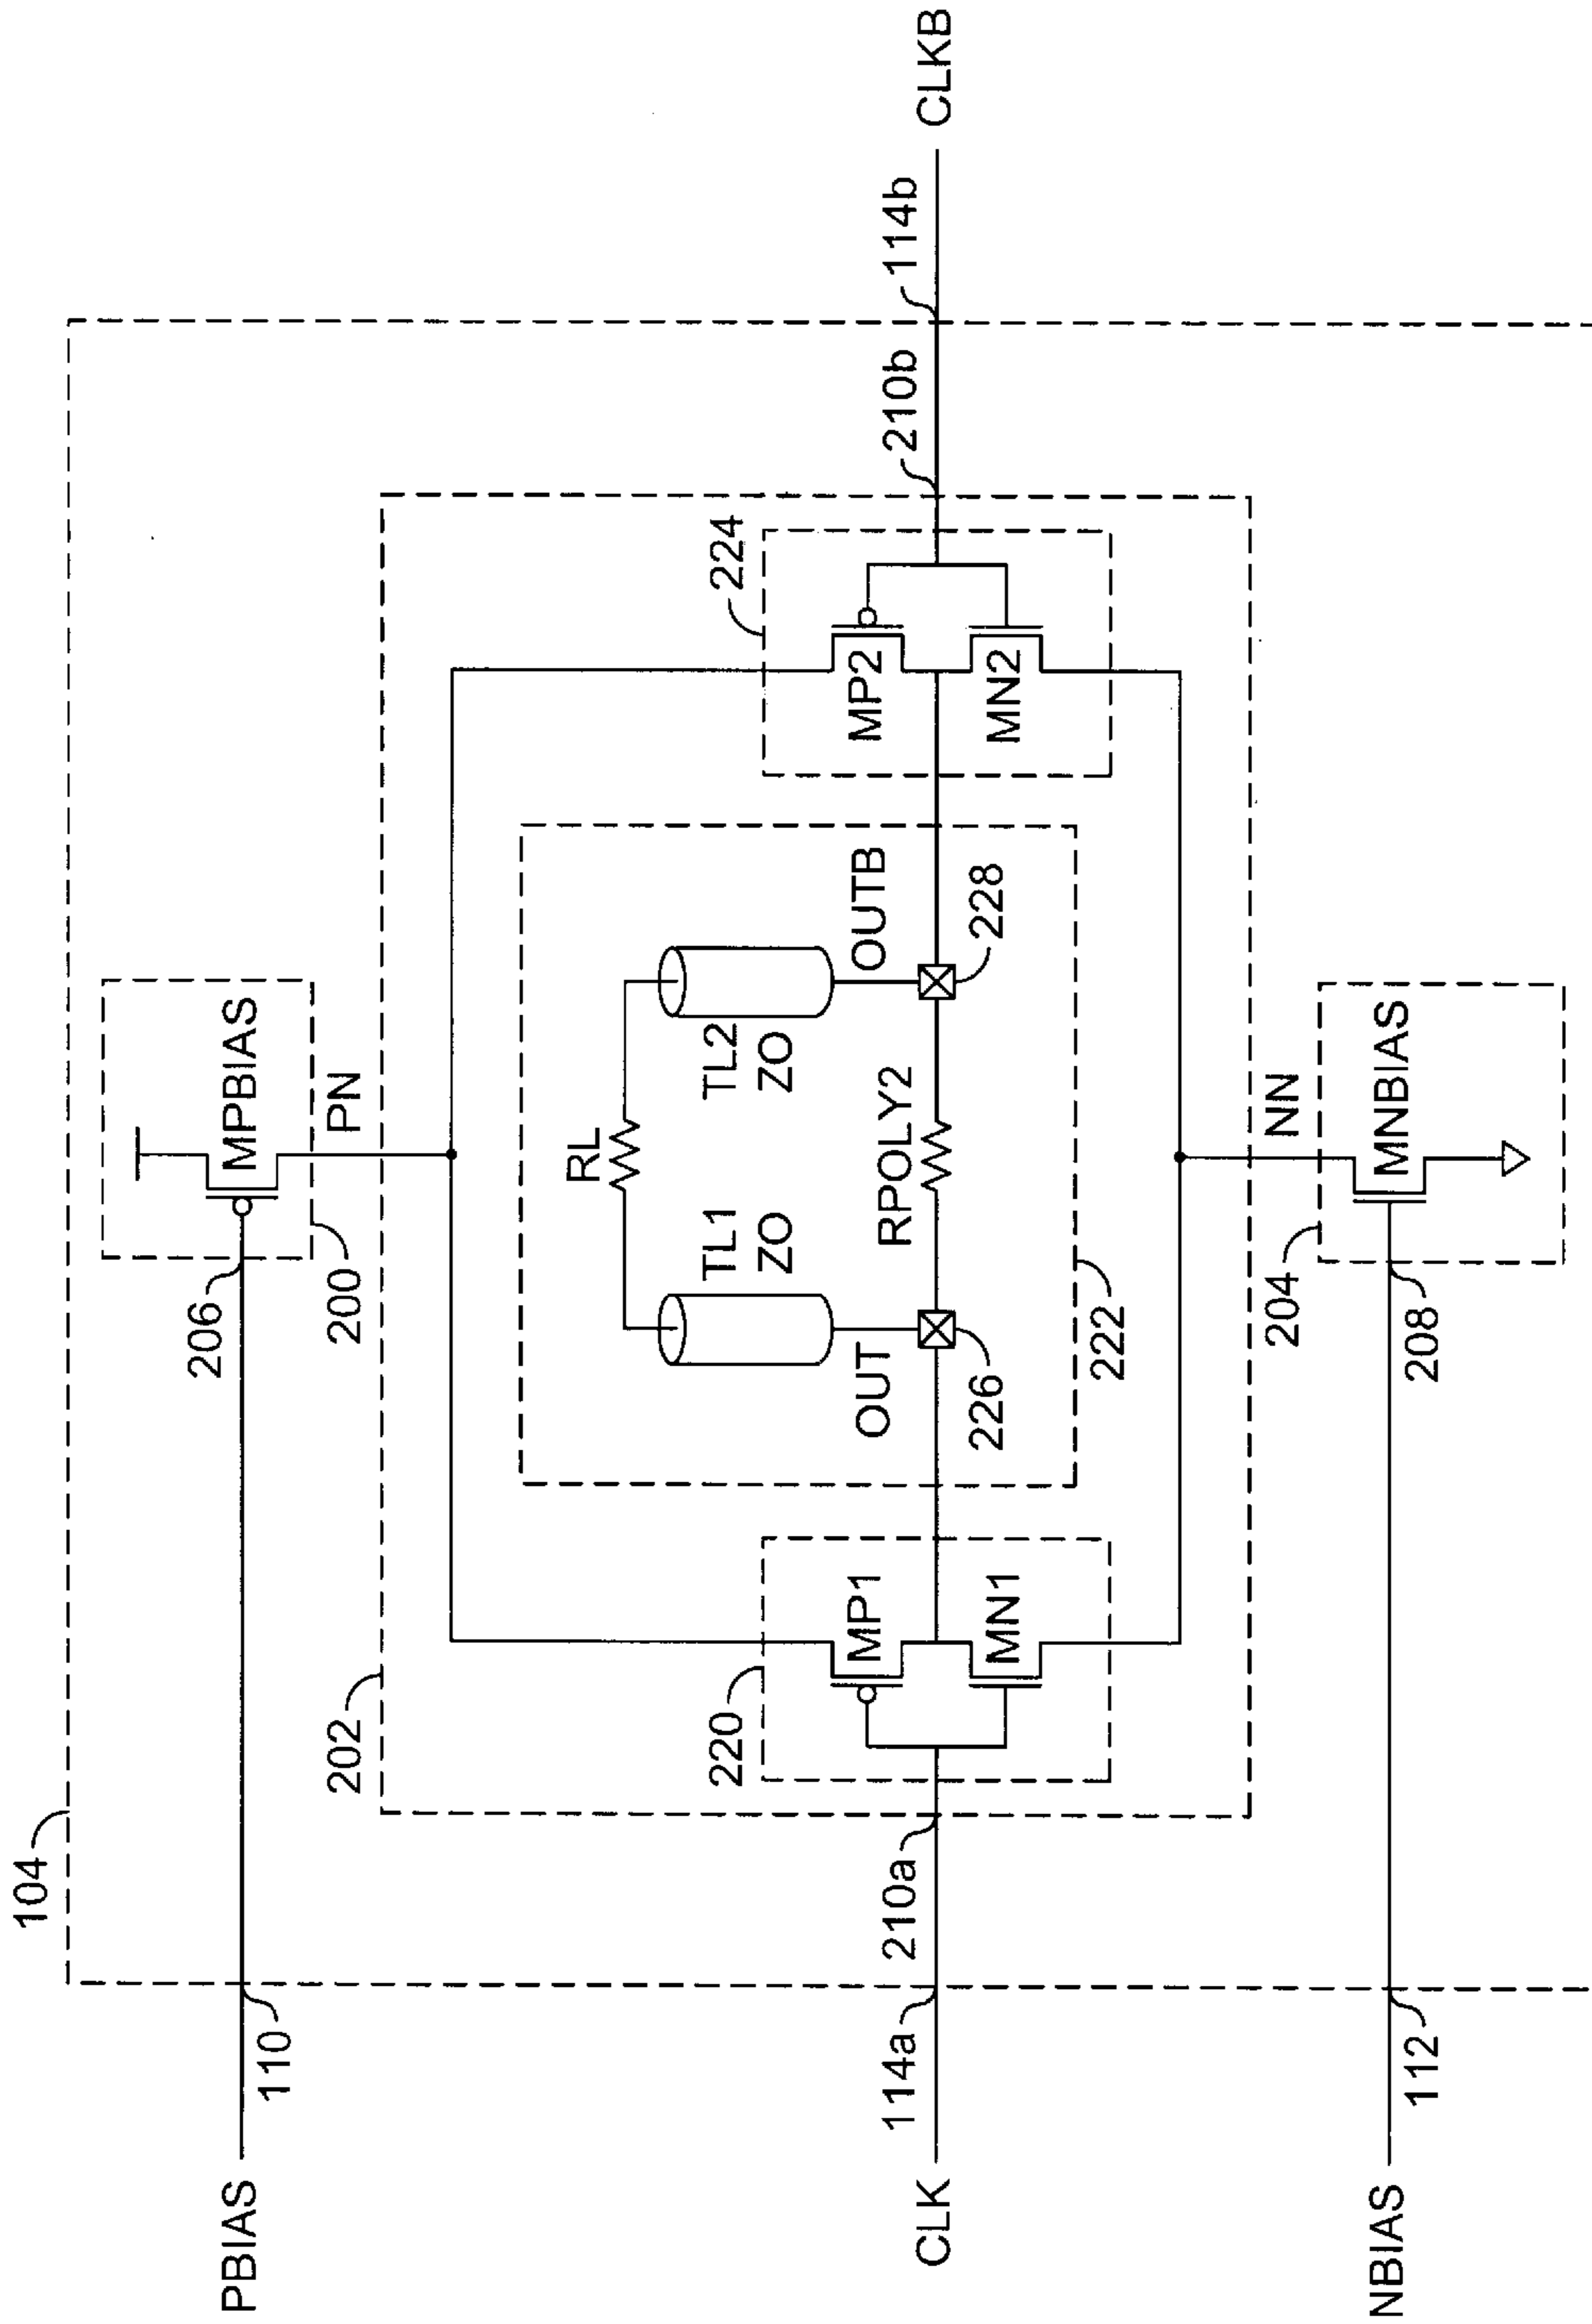 104
PBIAS
110
206
MPBIAS
200
PN
202
220
224
MP1
MN1
MP2
MN2
RL
TL1
ZO
TL2
ZO
OUT
OUTB
RPOLY2
226
228
222
CLK
114a
210a
210b
114b
CLKB
NN
204
MNBIAS
208
NBIAS
112